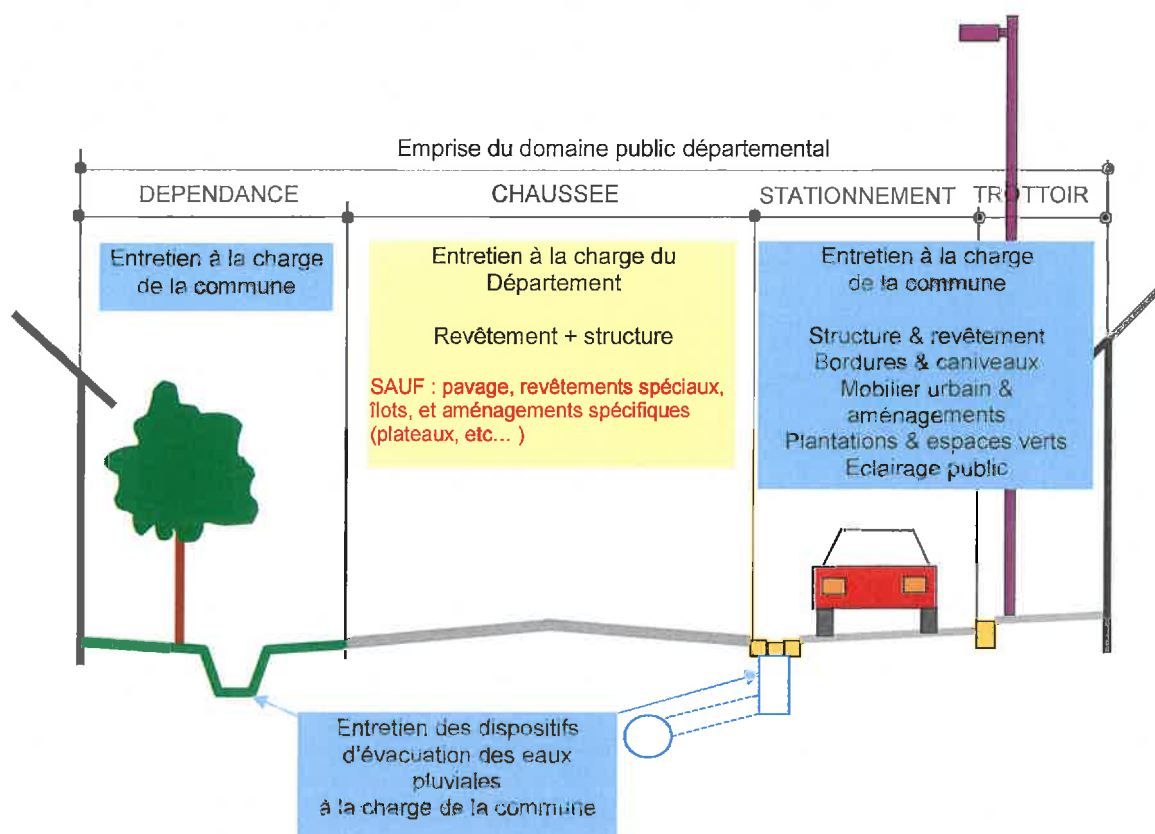 Emprise du domaine public départemental
DEPENDANCE
CHAUSSEE
STATIONNEMENT
TROTTOIR
Entretien à la charge
de la commune
Entretien à la charge du
Département
Revêtement + structure
SAUF : pavage, revêtements spéciaux,
îlots, et aménagements spécifiques
(plateaux, etc... )
Entretien à la charge
de la commune
Structure & revêtement
Bordures & caniveaux
Mobilier urbain &
aménagements
Plantations & espaces verts
Eclairage public
Entretien des dispositifs
d'évacuation des eaux
pluviales
à la charge de la commune